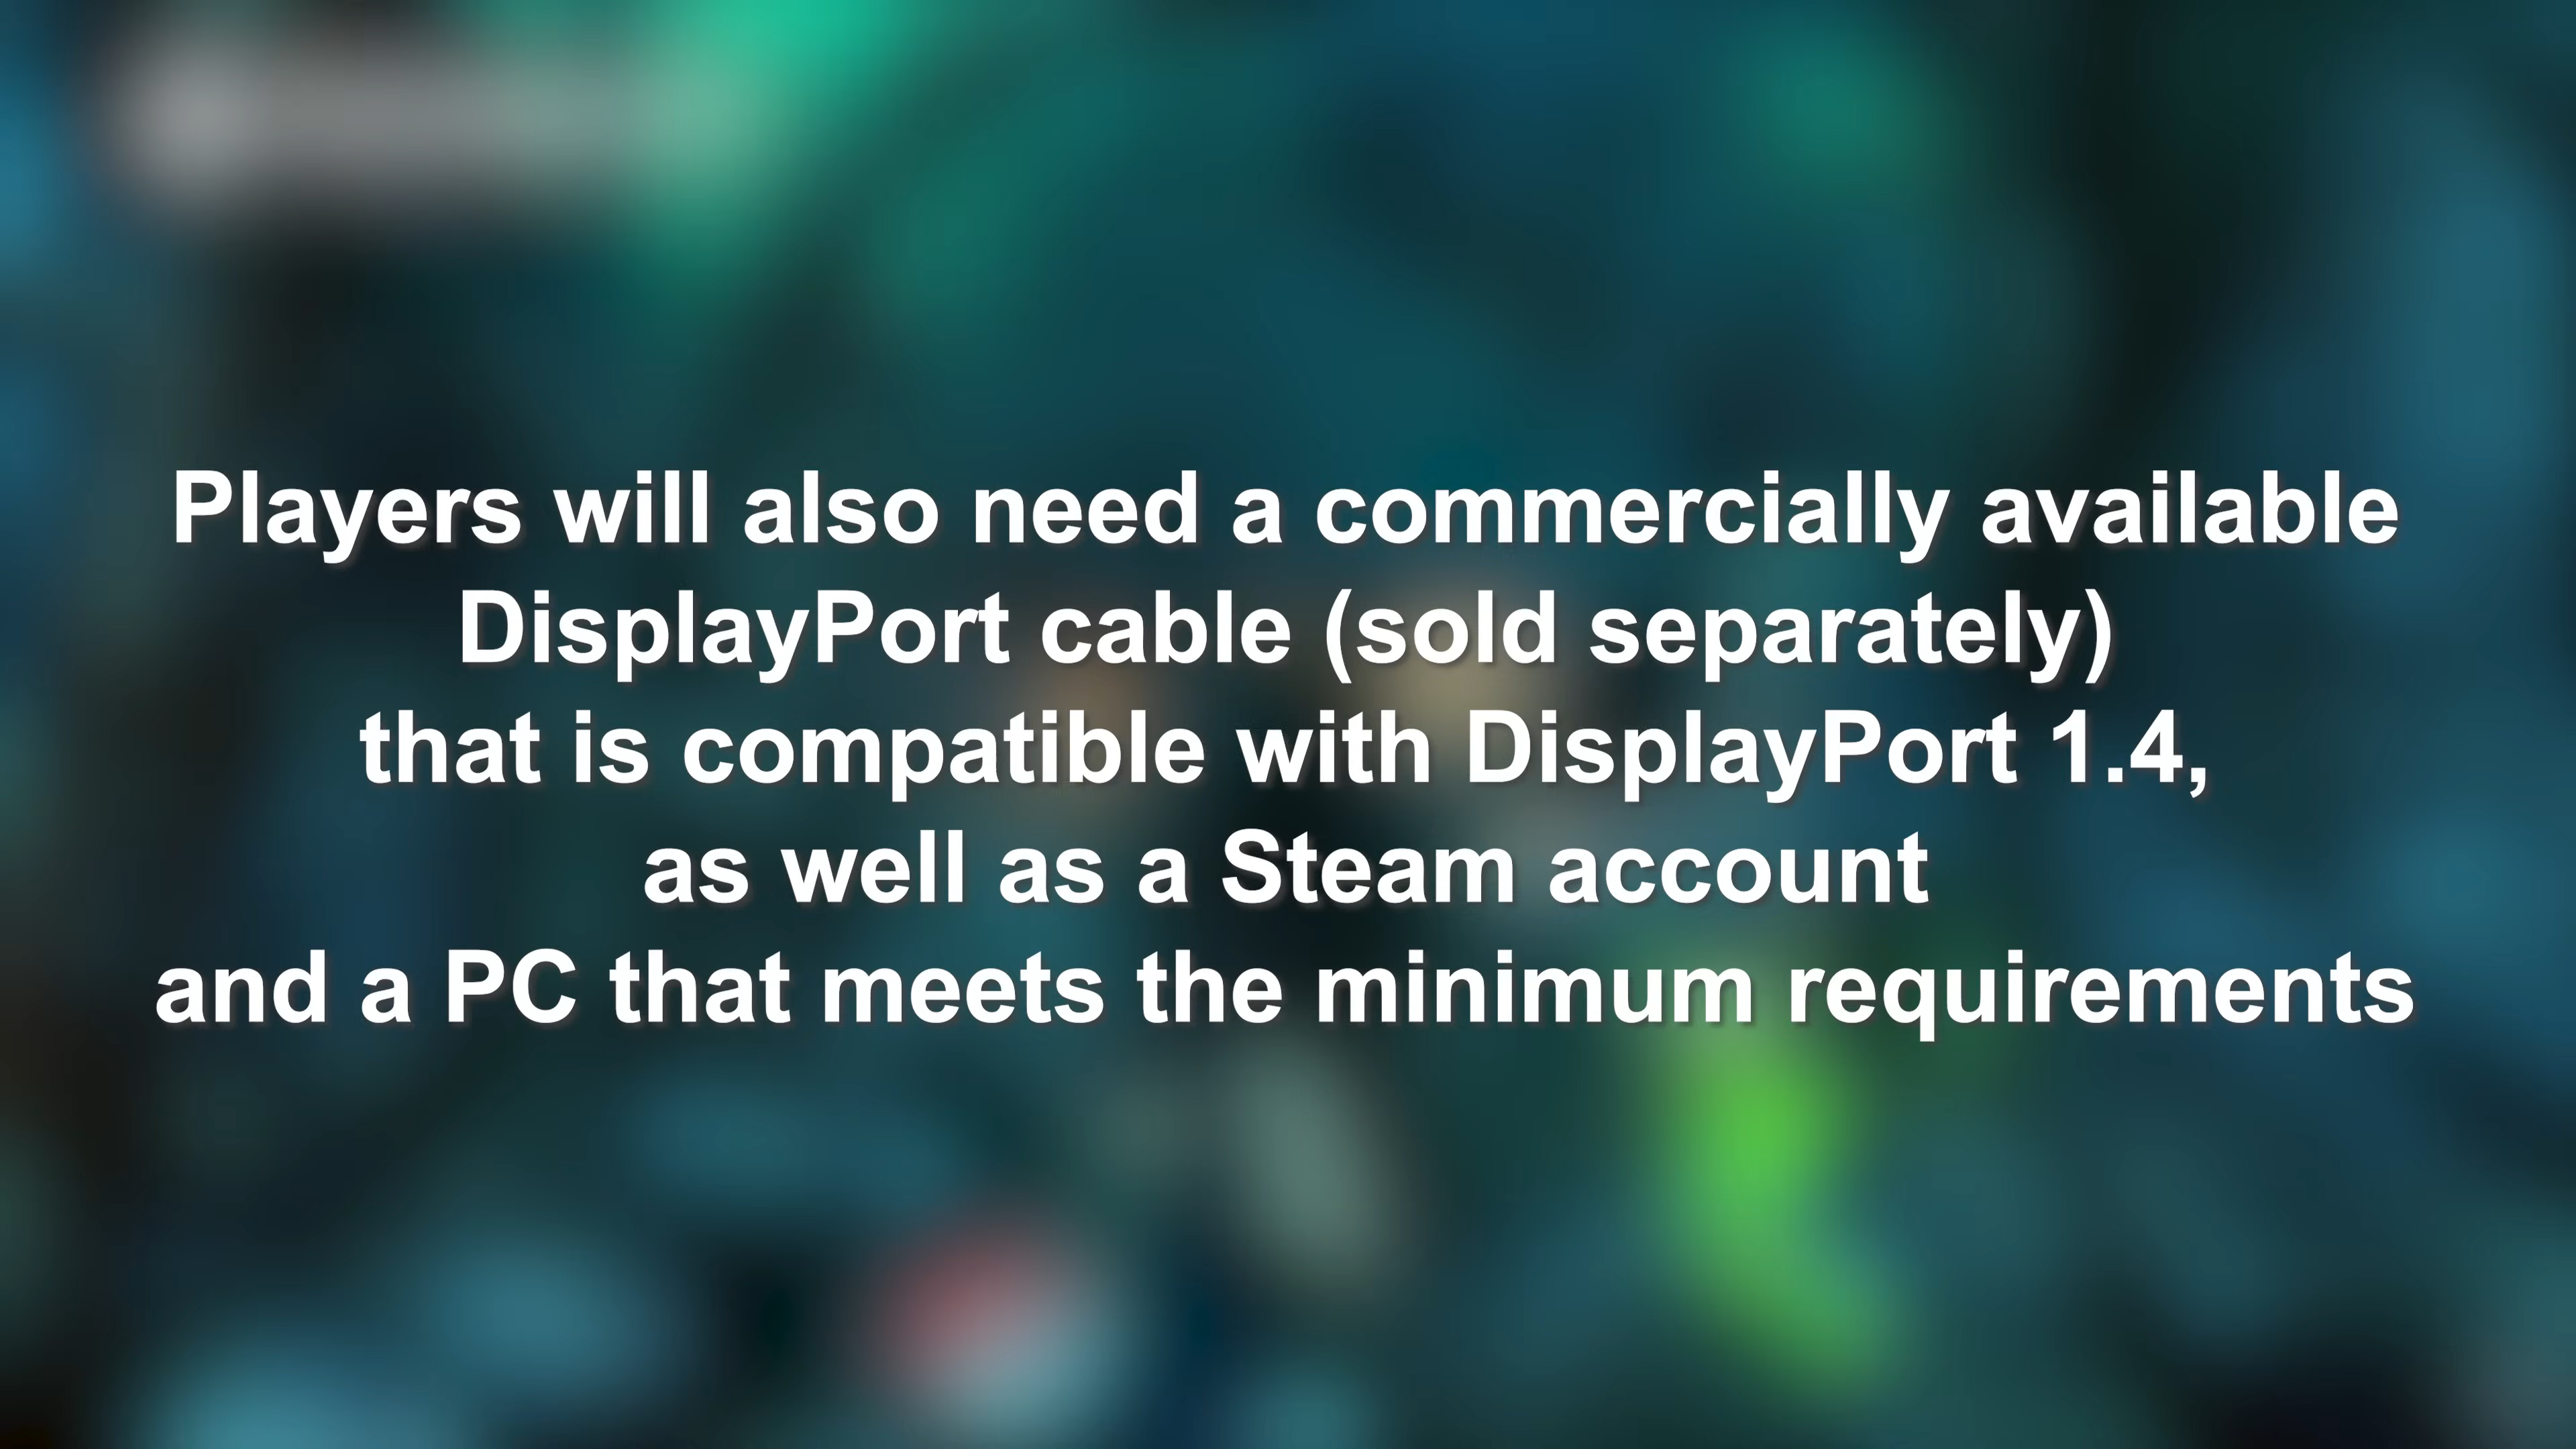 Players will also need a commercially available
DisplayPort cable (sold separately)
that is compatible with DisplayPort 1.4,
as well as a Steam account
and a PC that meets the minimum requirements